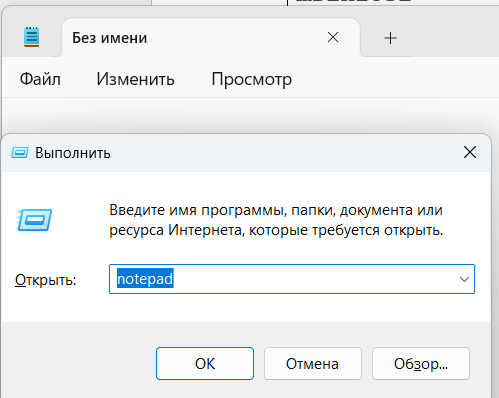 Без имени
Файл Изменить Просмотр
Выполнить
Введите имя программы, папки, документа или
ресурса Интернета, которые требуется открыть.
Открыть: notepad
ОК Отмена Обзор...